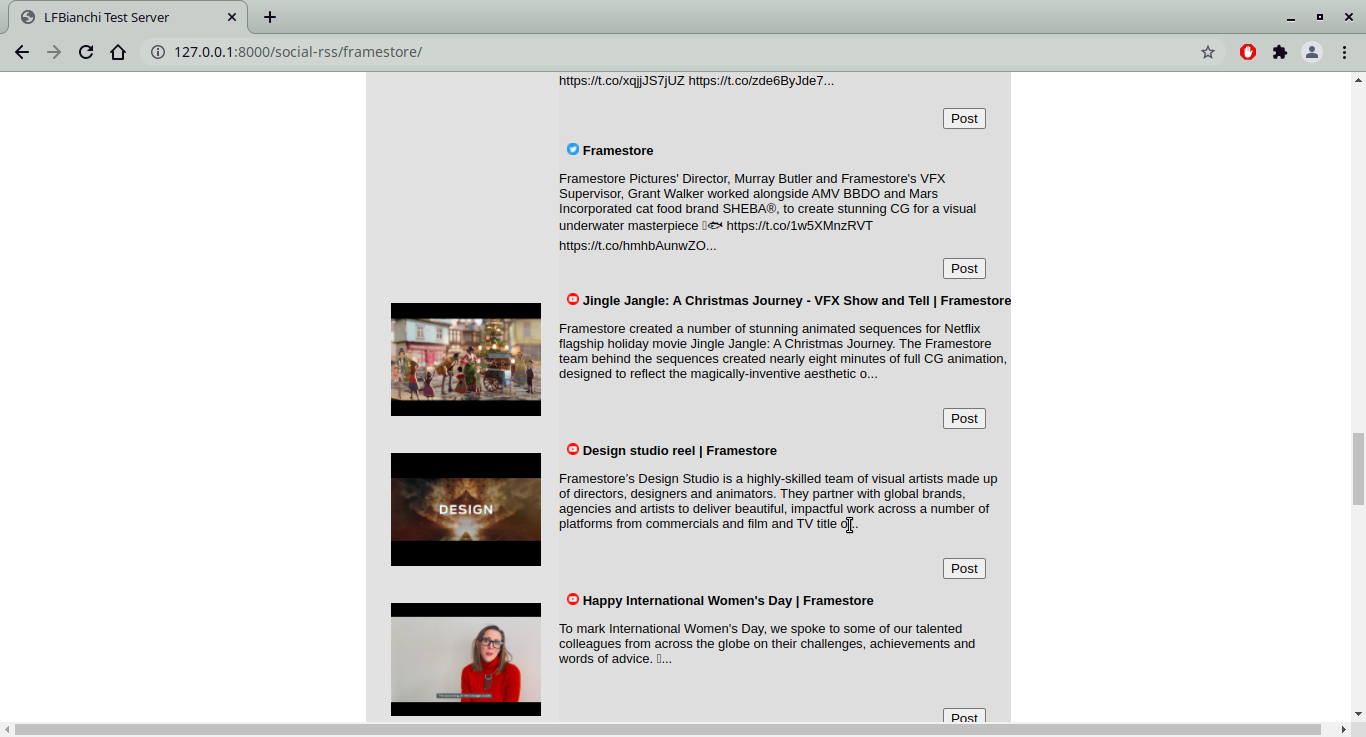 LFBianchi Test Server
127.0.0.1:8000/social-rss/framestore/
https://t.co/xqjjJS7jUZ https://t.co/zde6ByJde7...
Post
Framestore
Framestore Pictures' Director, Murray Butler and Framestore's VFX
Supervisor, Grant Walker worked alongside AMV BBDO and Mars
Incorporated cat food brand SHEBA®, to create stunning CG for a visual
underwater masterpiece 🐟 https://t.co/1w5XMnzRVT
https://t.co/hmhbAunwZO...
Post
Jingle Jangle: A Christmas Journey - VFX Show and Tell | Framestore
Framestore created a number of stunning animated sequences for Netflix
flagship holiday movie Jingle Jangle: A Christmas Journey. The Framestore
team behind the sequences created nearly eight minutes of full CG animation,
designed to reflect the magically-inventive aesthetic o...
Post
Design studio reel | Framestore
DESIGN
Framestore's Design Studio is a highly-skilled team of visual artists made up
of directors, designers and animators. They partner with global brands,
agencies and artists to deliver beautiful, impactful work across a number of
platforms from commercials and film and TV title o...
Post
Happy International Women's Day | Framestore
To mark International Women's Day, we spoke to some of our talented
colleagues from across the globe on their challenges, achievements and
words of advice. ...
Post